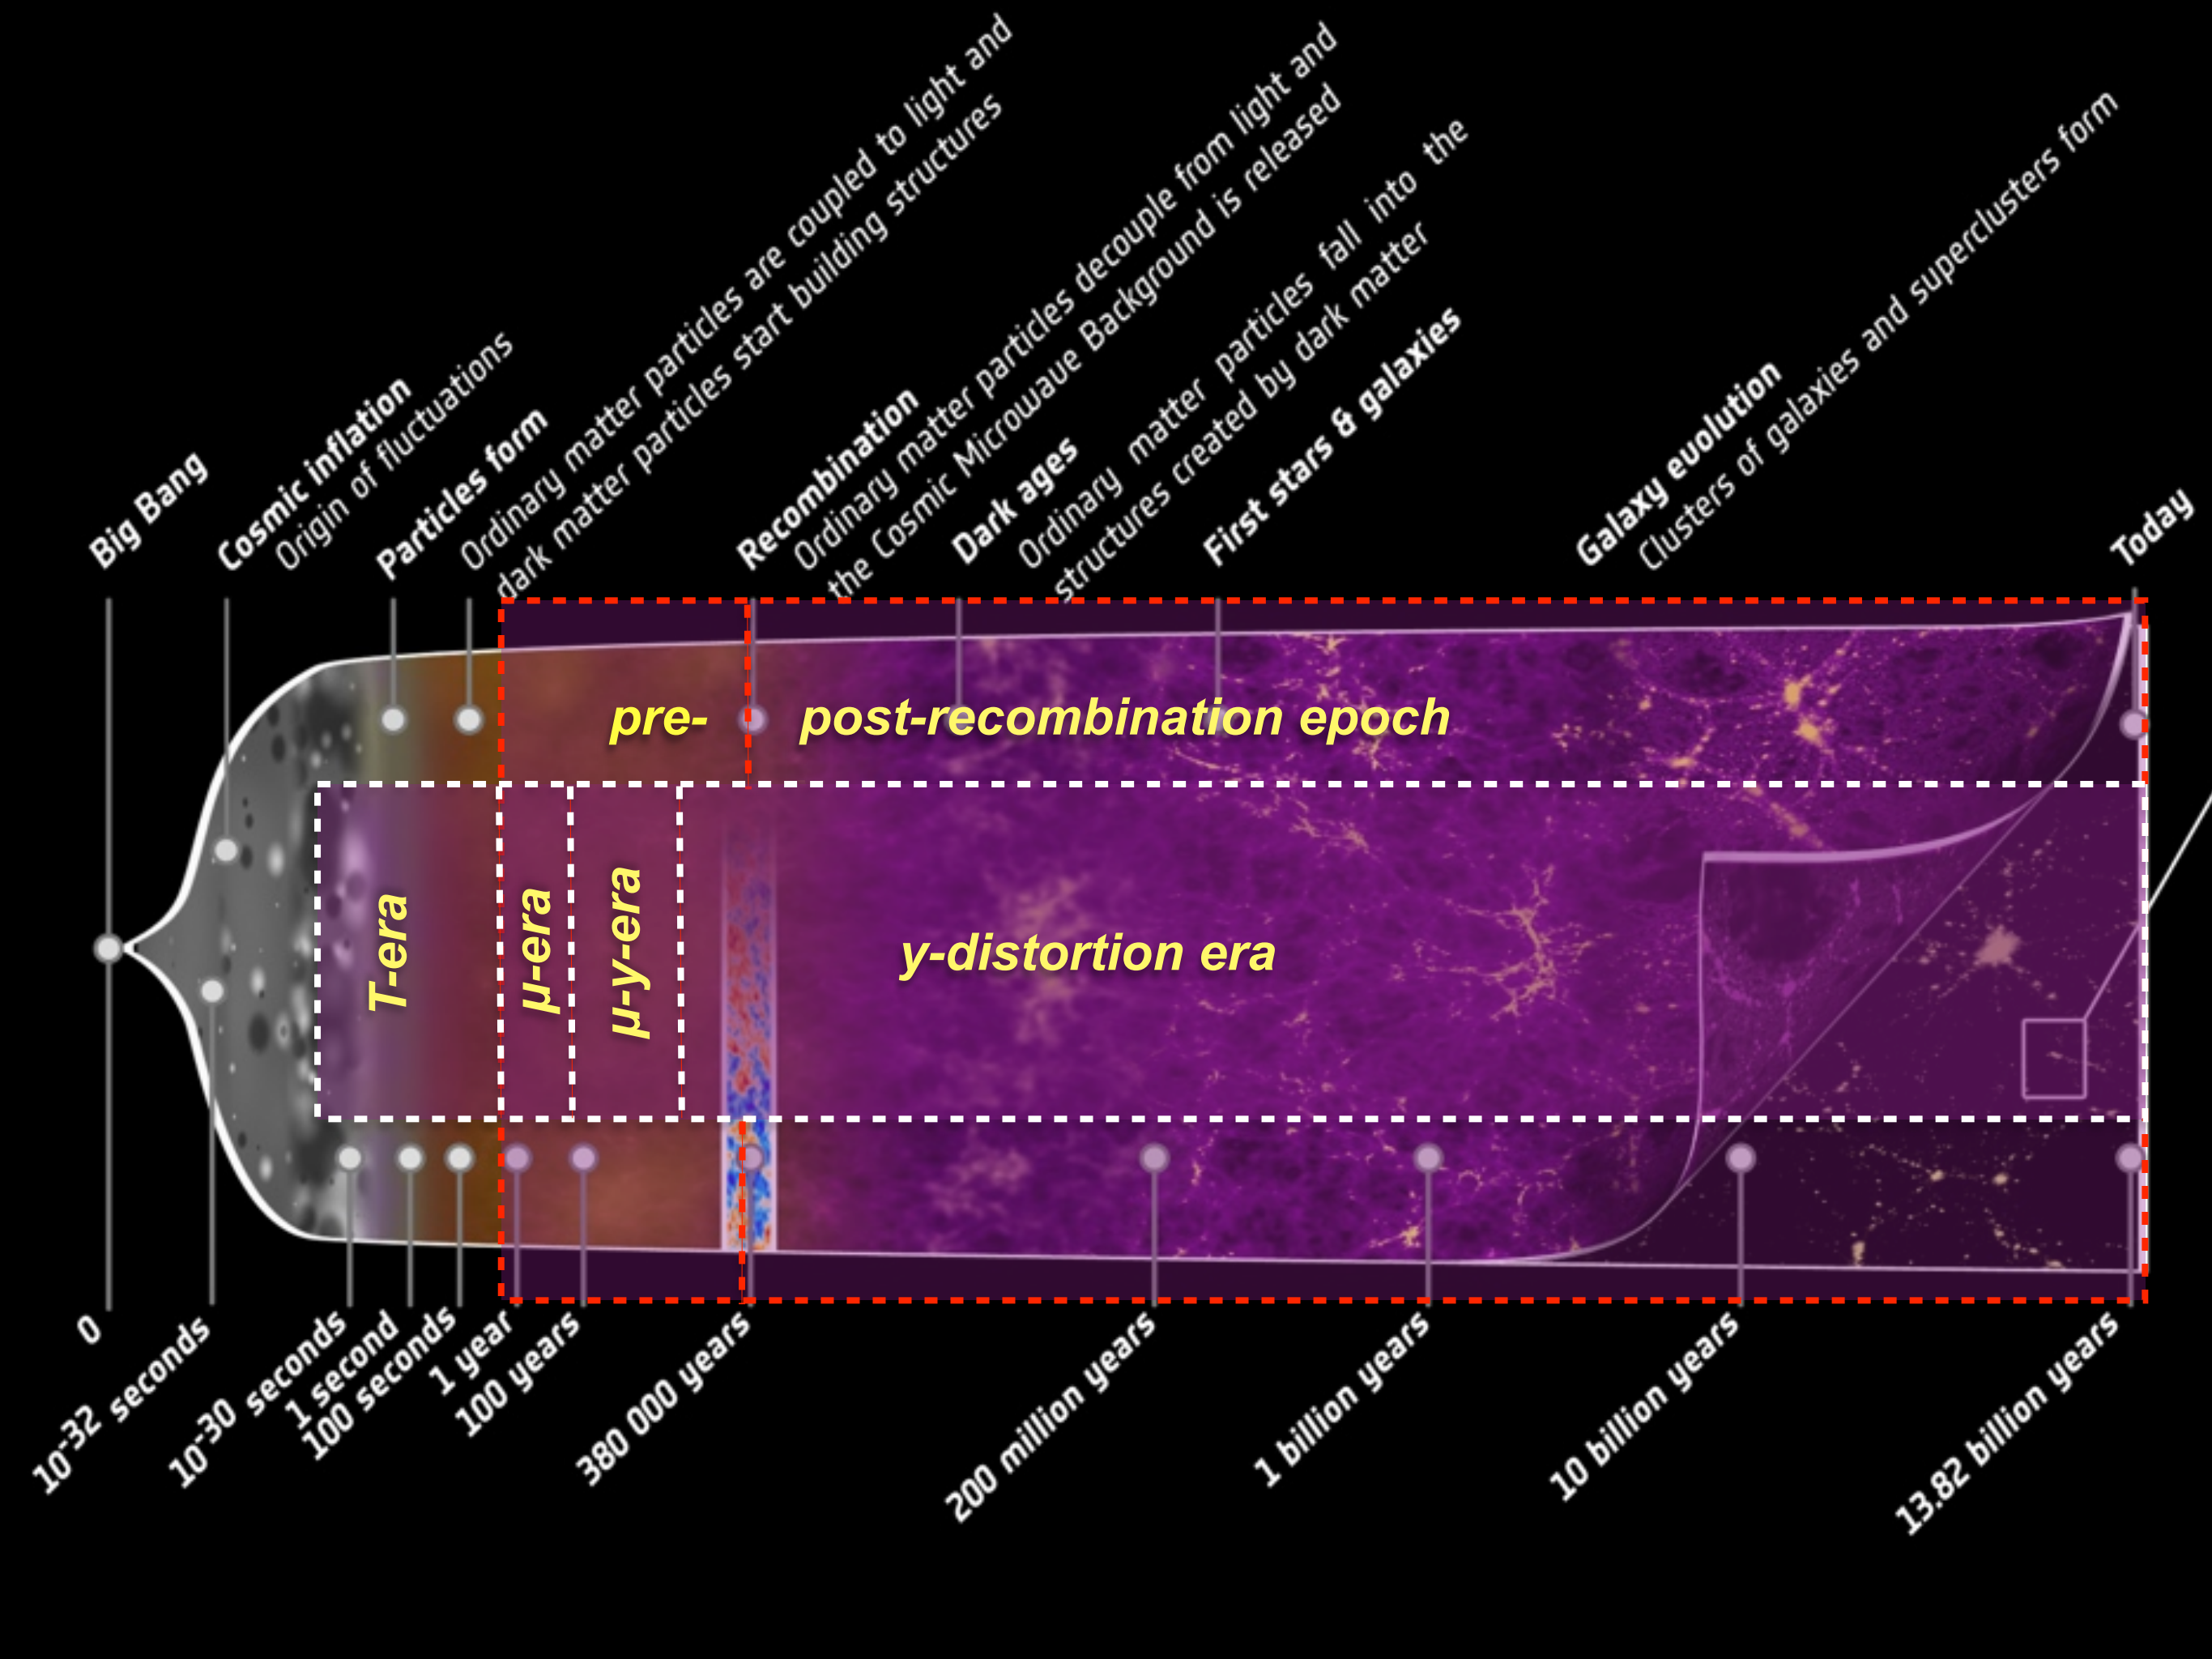 Big Bang
Cosmic inflation
Origin of fluctuations
Particles form
Ordinary matter particles are coupled to light and
dark matter particles start building structures
Recombination
Ordinary matter particles decouple from light and
the Cosmic Microwave Background is released
Dark ages
Ordinary matter particles fall into the
structures created by dark matter
First stars & galaxies
Galaxy evolution
Clusters of galaxies and superclusters form
Today
pre-
post-recombination epoch
T-era
μ-era
μ-y-era
y-distortion era
0
10-32 seconds
10-30 seconds
1 second
100 seconds
1 year
100 years
380 000 years
200 million years
1 billion years
10 billion years
13.82 billion years